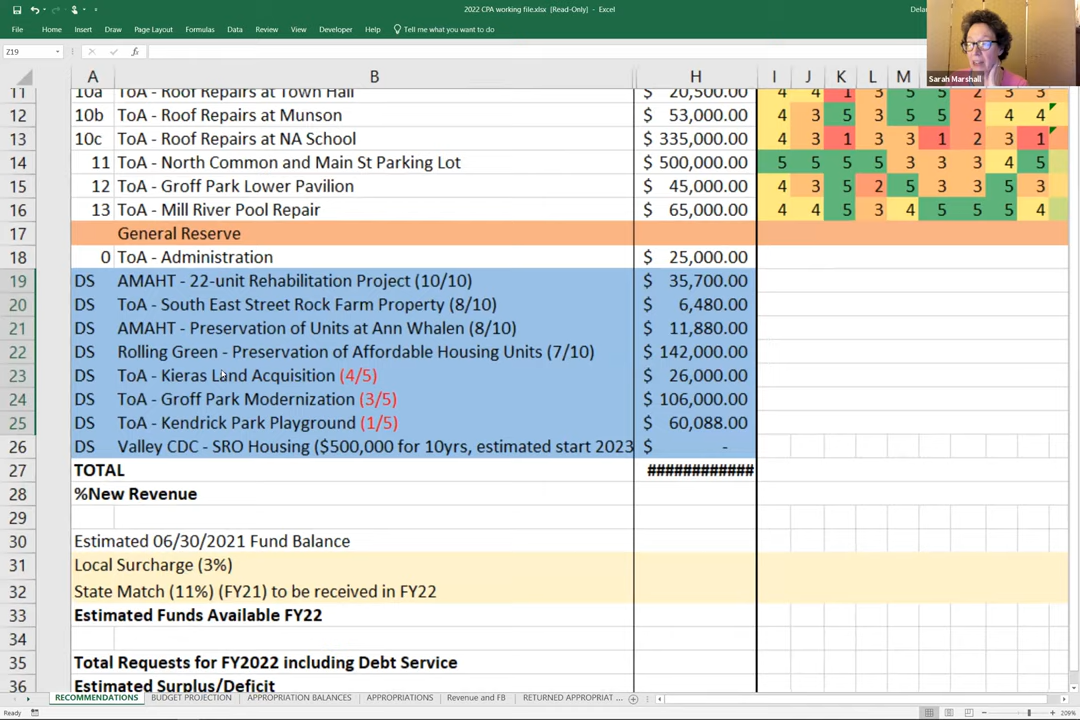 2022 CPA working file.xlsx [Read-Only] - Excel
File Home Insert Draw Page Layout Formulas Data Review View Developer Help Tell me what you want to do
Sarah Marshall
Z19 fx
A B H I J K L M
11 10a ToA - Roof Repairs at Town Hall $ 20,500.00 4 4 1 3 5 5 2 3 3
12 10b ToA - Roof Repairs at Munson $ 53,000.00 4 3 5 3 5 5 2 4 4
13 10c ToA - Roof Repairs at NA School $ 335,000.00 4 3 1 3 3 1 2 3 1
14 11 ToA - North Common and Main St Parking Lot $ 500,000.00 5 5 5 5 3 3 3 4 5
15 12 ToA - Groff Park Lower Pavilion $ 45,000.00 4 3 5 2 5 3 3 5 3
16 13 ToA - Mill River Pool Repair $ 65,000.00 4 4 5 3 4 5 5 5 4
17 General Reserve
18 0 ToA - Administration $ 25,000.00
19 DS AMAHT - 22-unit Rehabilitation Project (10/10) $ 35,700.00
20 DS ToA - South East Street Rock Farm Property (8/10) $ 6,480.00
21 DS AMAHT - Preservation of Units at Ann Whalen (8/10) $ 11,880.00
22 DS Rolling Green - Preservation of Affordable Housing Units (7/10) $ 142,000.00
23 DS ToA - Kieras Land Acquisition (4/5) $ 26,000.00
24 DS ToA - Groff Park Modernization (3/5) $ 106,000.00
25 DS ToA - Kendrick Park Playground (1/5) $ 60,088.00
26 DS Valley CDC - SRO Housing ($500,000 for 10yrs, estimated start 2023 $ -
27 TOTAL ############
28 %New Revenue
29
30 Estimated 06/30/2021 Fund Balance
31 Local Surcharge (3%)
32 State Match (11%) (FY21) to be received in FY22
33 Estimated Funds Available FY22
34
35 Total Requests for FY2022 including Debt Service
36 Estimated Surplus/Deficit
RECOMMENDATIONS BUDGET PROJECTION APPROPRIATION BALANCES APPROPRIATIONS Revenue and FB RETURNED APPROPRIAT ...
Ready 209%